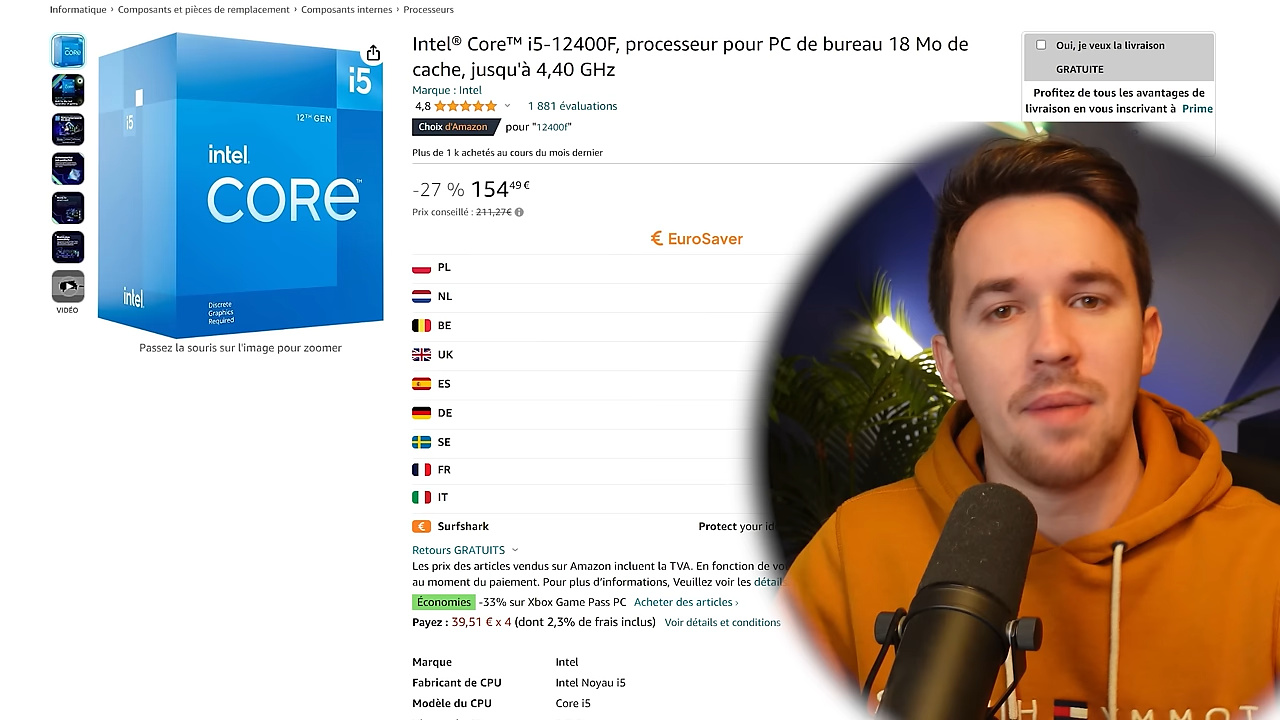 Informatique › Composants et pièces de remplacement › Composants internes › Processeurs
Intel® Core™ i5-12400F, processeur pour PC de bureau 18 Mo de
cache, jusqu'à 4,40 GHz
Marque : Intel
4,8 1 881 évaluations
Choix d'Amazon pour "12400f"
Plus de 1 k achetés au cours du mois dernier
-27 % 154,49 €
Prix conseillé : 211,27€
€ EuroSaver
PL
NL
BE
UK
ES
DE
SE
FR
IT
€ Surfshark Protect your
Retours GRATUITS
Les prix des articles vendus sur Amazon incluent la TVA. En fonction de
au moment du paiement. Pour plus d'informations, Veuillez voir les
Économies -33% sur Xbox Game Pass PC Acheter des articles ›
Payez : 39,51 € x 4 (dont 2,3% de frais inclus) Voir détails et conditions
Marque Intel
Fabricant de CPU Intel Noyau i5
Modèle du CPU Core i5
Oui, je veux la livraison
GRATUITE
Profitez de tous les avantages de
livraison en vous inscrivant à Prime
i5
i5
12TH GEN
intel.
CORE™
intel.
Discrete
Graphics
Required
VIDÉO
Passez la souris sur l'image pour zoomer